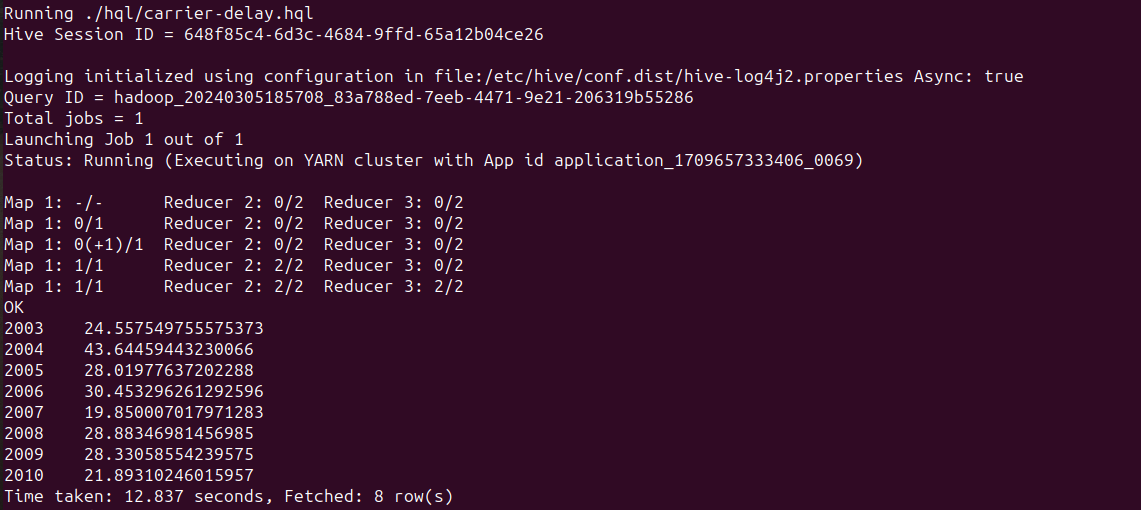 Running ./hql/carrier-delay.hql
Hive Session ID = 648f85c4-6d3c-4684-9ffd-65a12b04ce26
Logging initialized using configuration in file:/etc/hive/conf.dist/hive-log4j2.properties Async: true
Query ID = hadoop_20240305185708_83a788ed-7eeb-4471-9e21-206319b55286
Total jobs = 1
Launching Job 1 out of 1
Status: Running (Executing on YARN cluster with App id application_1709657333406_0069)
Map 1: -/-      Reducer 2: 0/2  Reducer 3: 0/2
Map 1: 0/1      Reducer 2: 0/2  Reducer 3: 0/2
Map 1: 0(+1)/1  Reducer 2: 0/2  Reducer 3: 0/2
Map 1: 1/1      Reducer 2: 2/2  Reducer 3: 0/2
Map 1: 1/1      Reducer 2: 2/2  Reducer 3: 2/2
OK
2003    24.557549755575373
2004    43.64459443230066
2005    28.01977637202288
2006    30.453296261292596
2007    19.850007017971283
2008    28.88346981456985
2009    28.33058554239575
2010    21.89310246015957
Time taken: 12.837 seconds, Fetched: 8 row(s)